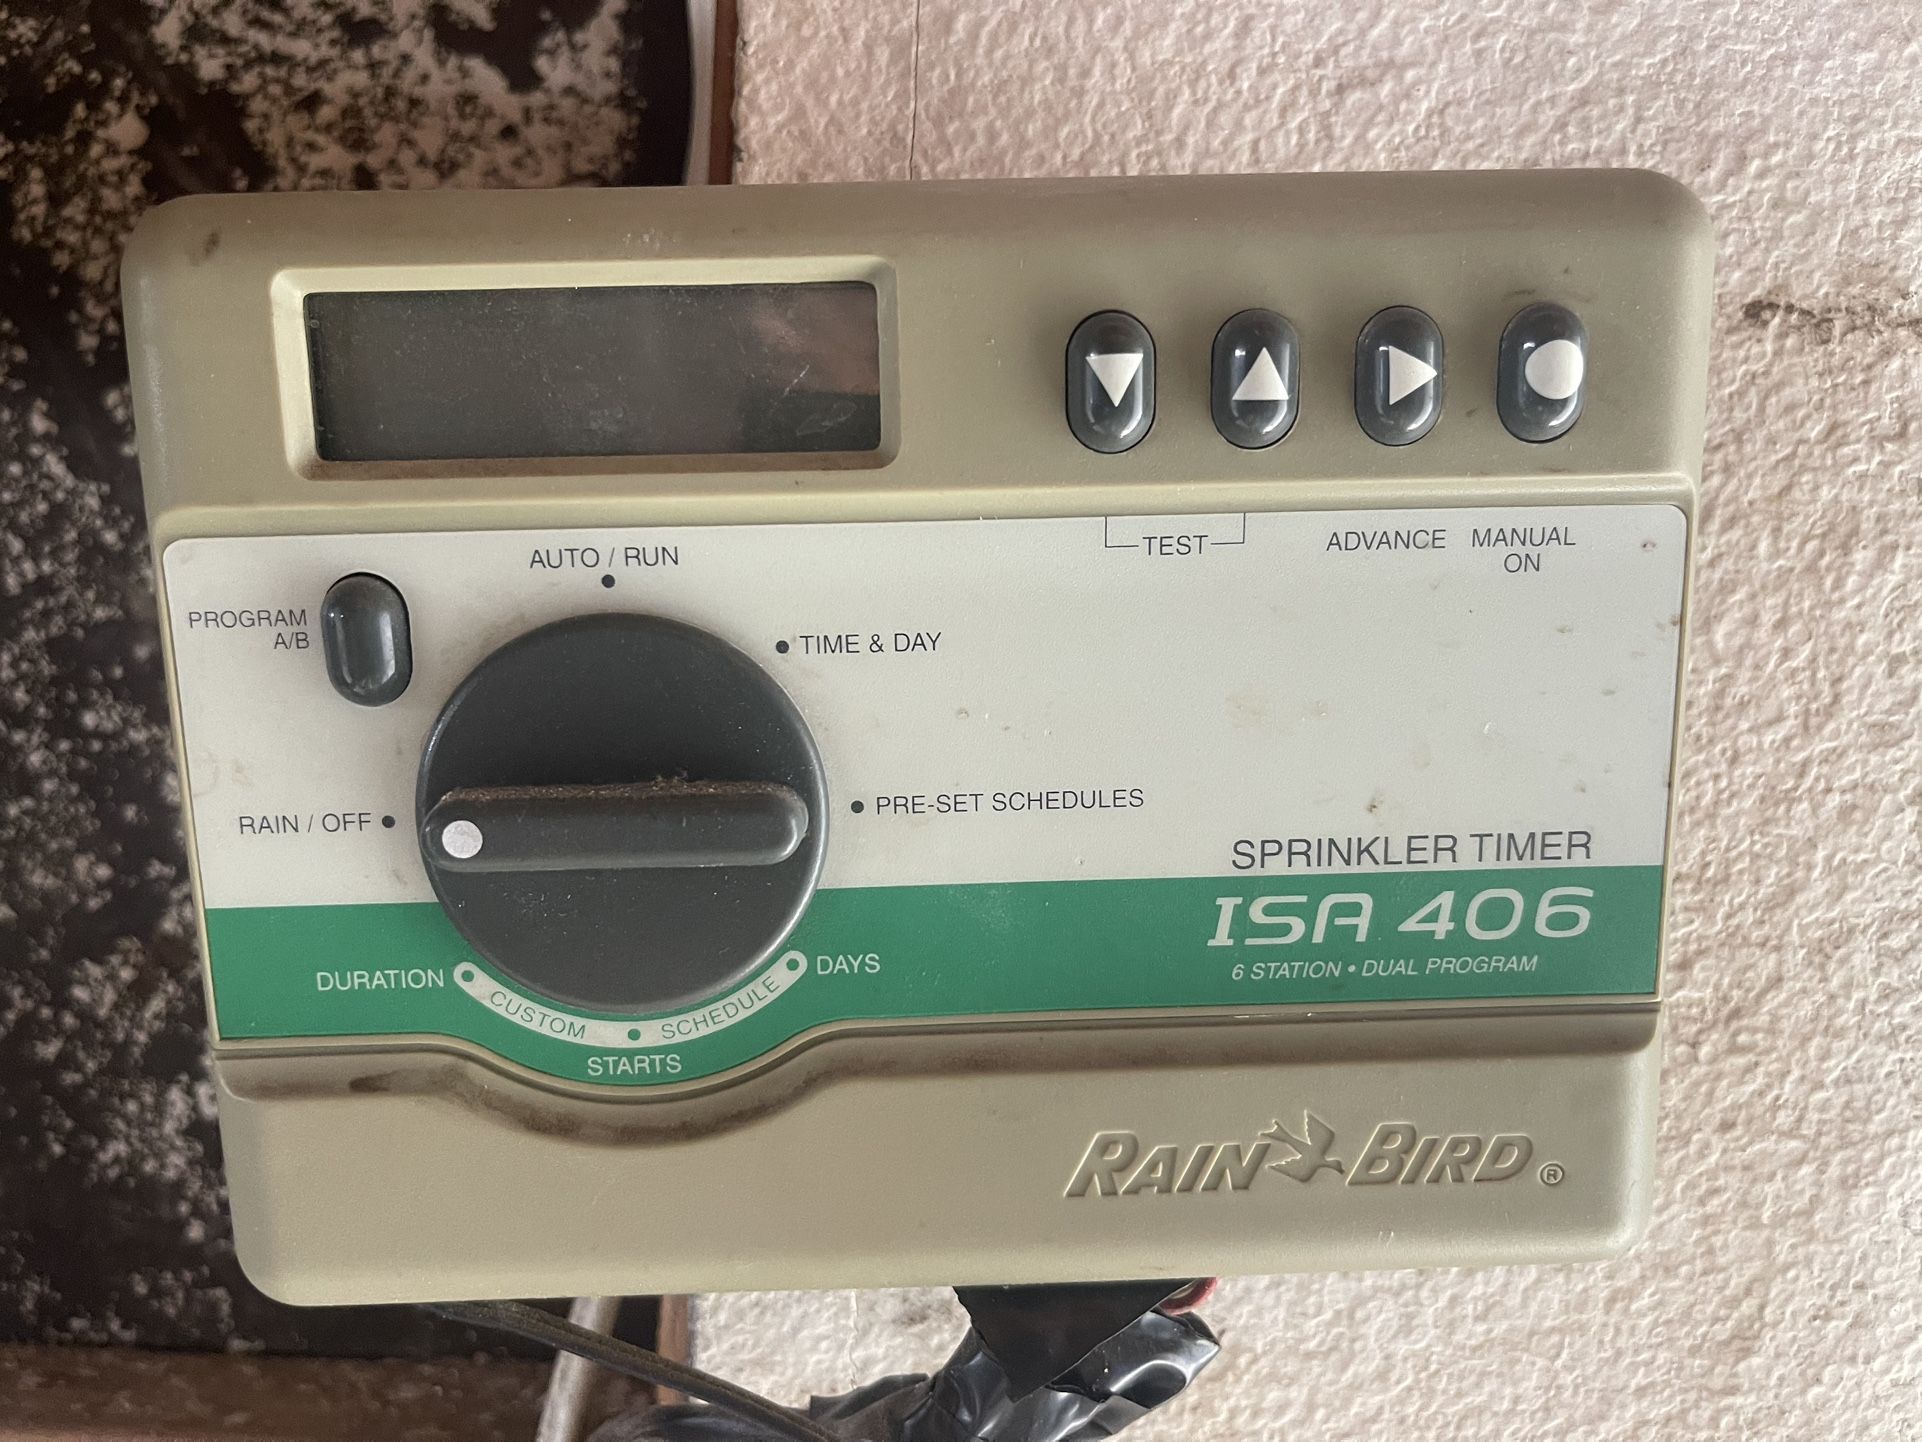 TEST
ADVANCE
MANUAL
ON
AUTO / RUN
PROGRAM
A/B
TIME & DAY
RAIN / OFF
PRE-SET SCHEDULES
SPRINKLER TIMER
ISA 406
6 STATION • DUAL PROGRAM
DURATION
CUSTOM SCHEDULE
DAYS
STARTS
RAIN BIRD ®